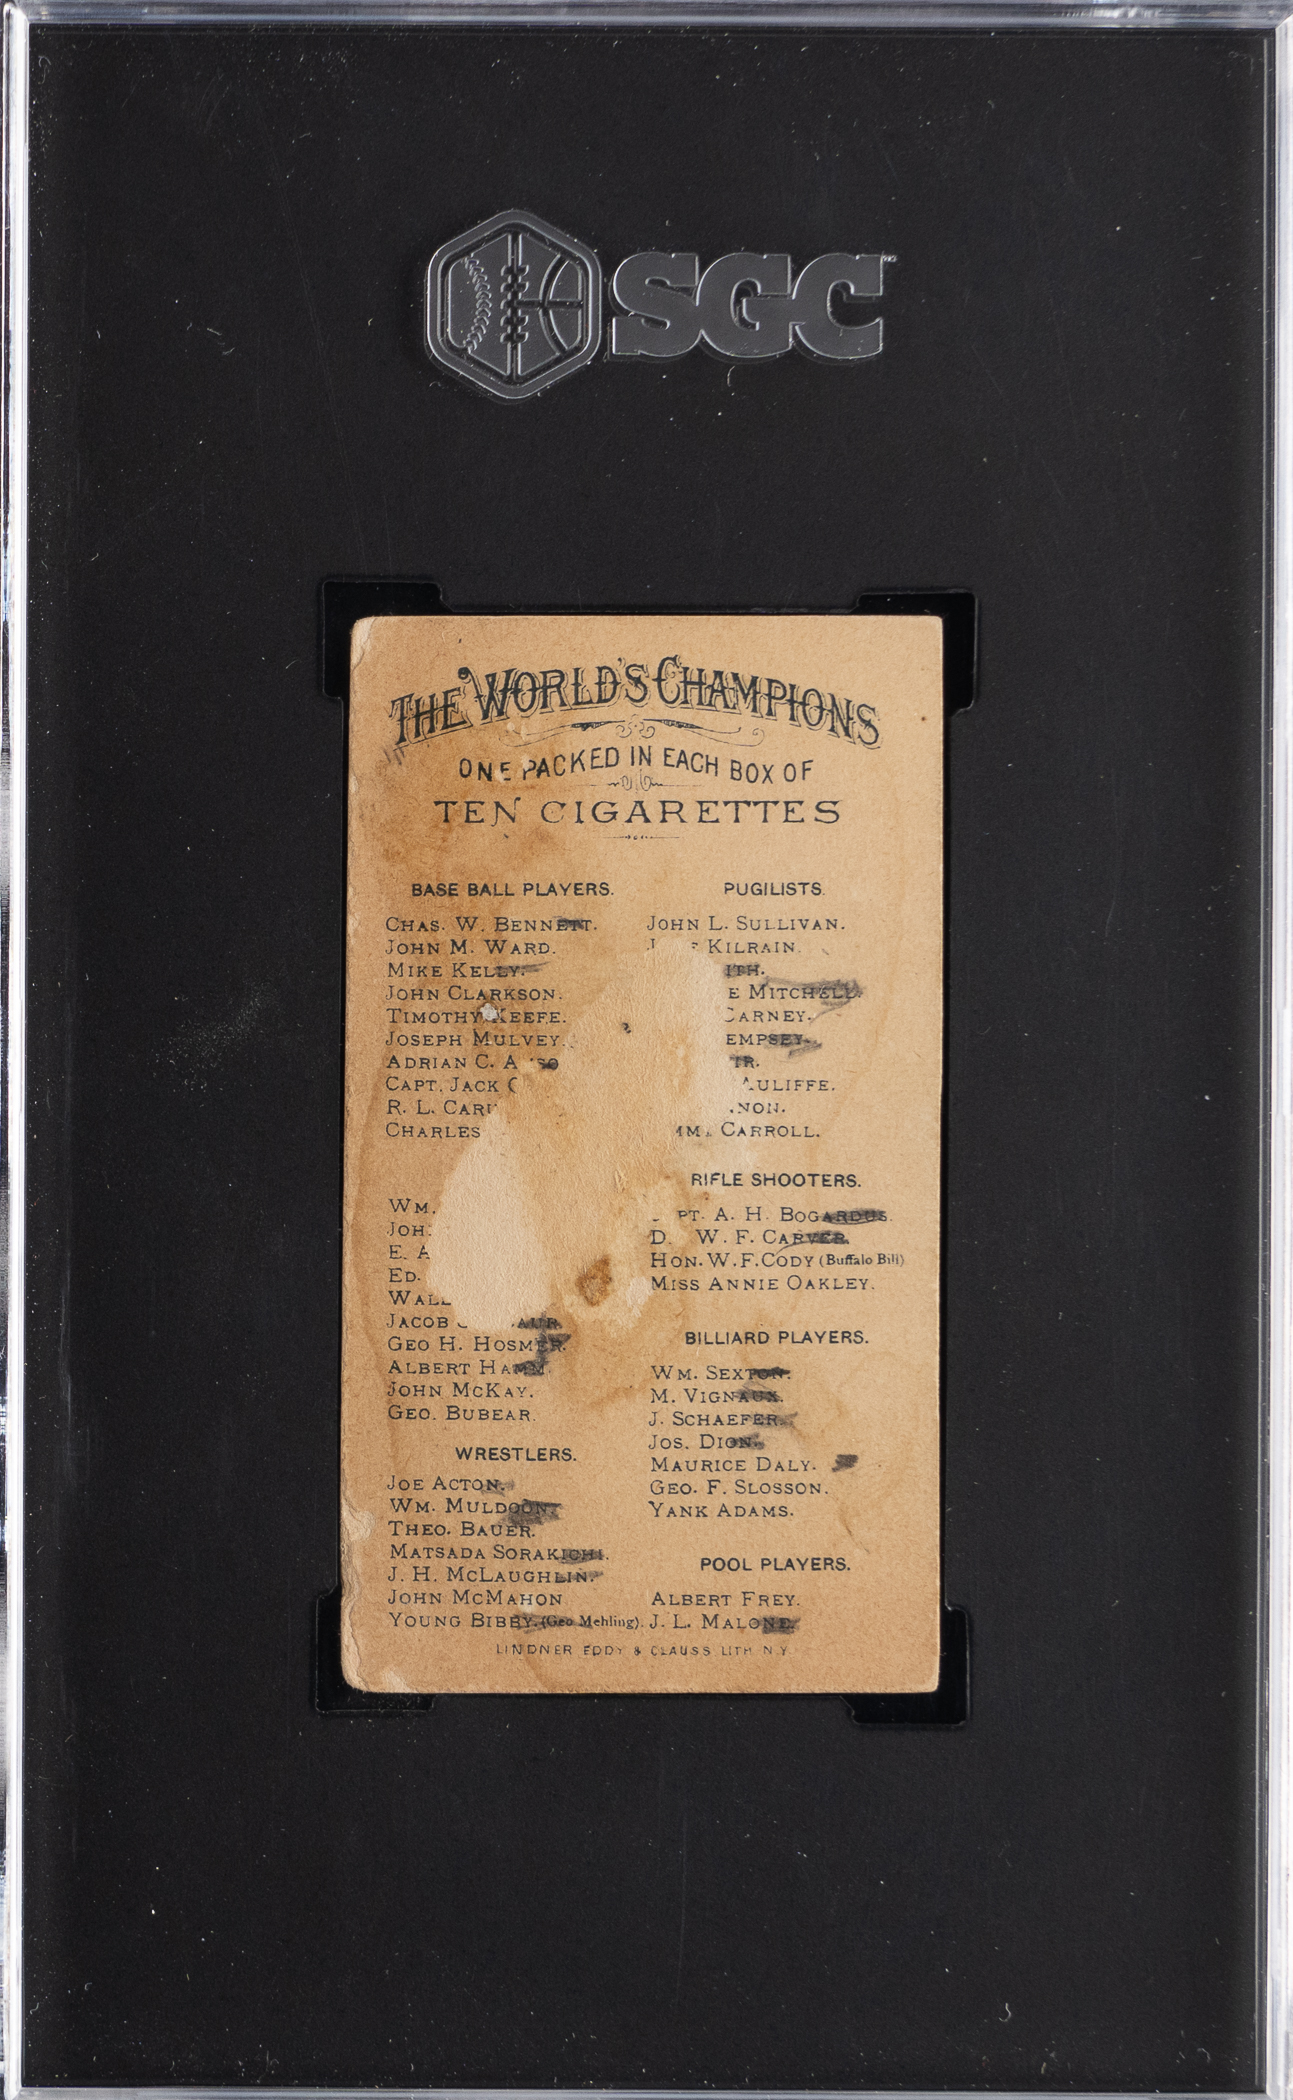 SGC
THE WORLD'S CHAMPIONS
ONE PACKED IN EACH BOX OF
TEN CIGARETTES
BASE BALL PLAYERS.
CHAS. W. BENNETT.
JOHN M. WARD.
MIKE KELLY.
JOHN CLARKSON.
TIMOTHY KEEFE.
JOSEPH MULVEY.
ADRIAN C.
CAPT. JACK
R. L.
CHARLES
WM.
E.
ED.
JACOB
GEO H. HOSMER.
ALBERT HAMM.
JOHN MCKAY.
GEO. BUBEAR.
WRESTLERS.
JOE ACTON.
WM. MULDOON.
THEO. BAUER.
MATSADA SORAKICHI.
J. H. MCLAUGHLIN.
JOHN MCMAHON
YOUNG BIBBY. (Geo Mehling).
PUGILISTS.
JOHN L. SULLIVAN.
KILRAIN.
MITCHELL.
CARROLL.
RIFLE SHOOTERS.
A. H. BOGARDUS.
W. F. CARVER.
HON. W. F. CODY (Buffalo Bill)
MISS ANNIE OAKLEY.
BILLIARD PLAYERS.
WM. SEXTON.
M. VIGNAUX.
J. SCHAEFER.
JOS. DION.
MAURICE DALY.
GEO. F. SLOSSON.
YANK ADAMS.
POOL PLAYERS.
ALBERT FREY.
J. L. MALONE.
LINDNER EDDY & CLAUSS LITH N.Y.